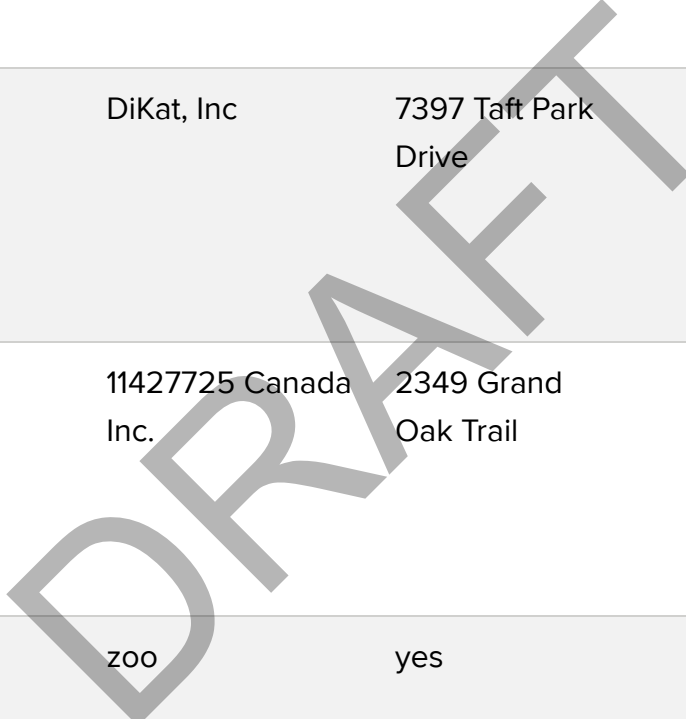 DiKat, Inc 7397 Taft Park
Drive
11427725 Canada 2349 Grand
Inc. Oak Trail
zoo yes
DRAFT